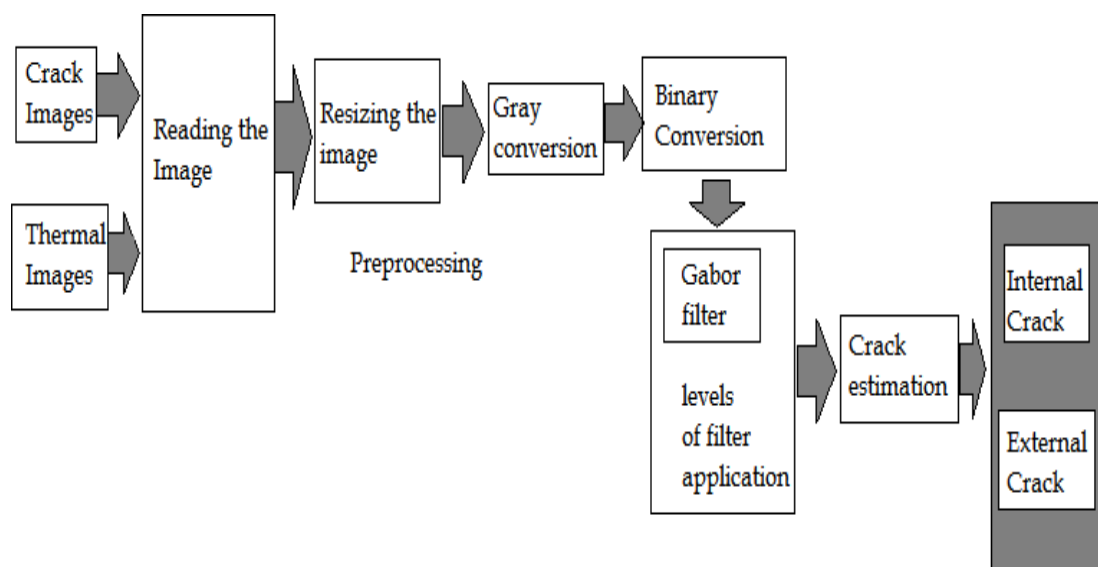 Crack
Images
Thermal
Images
Reading the
Image
Resizing the
image
Preprocessing
Gray
conversion
Binary
Conversion
Gabor
filter
levels
of filter
application
Crack
estimation
Internal
Crack
External
Crack